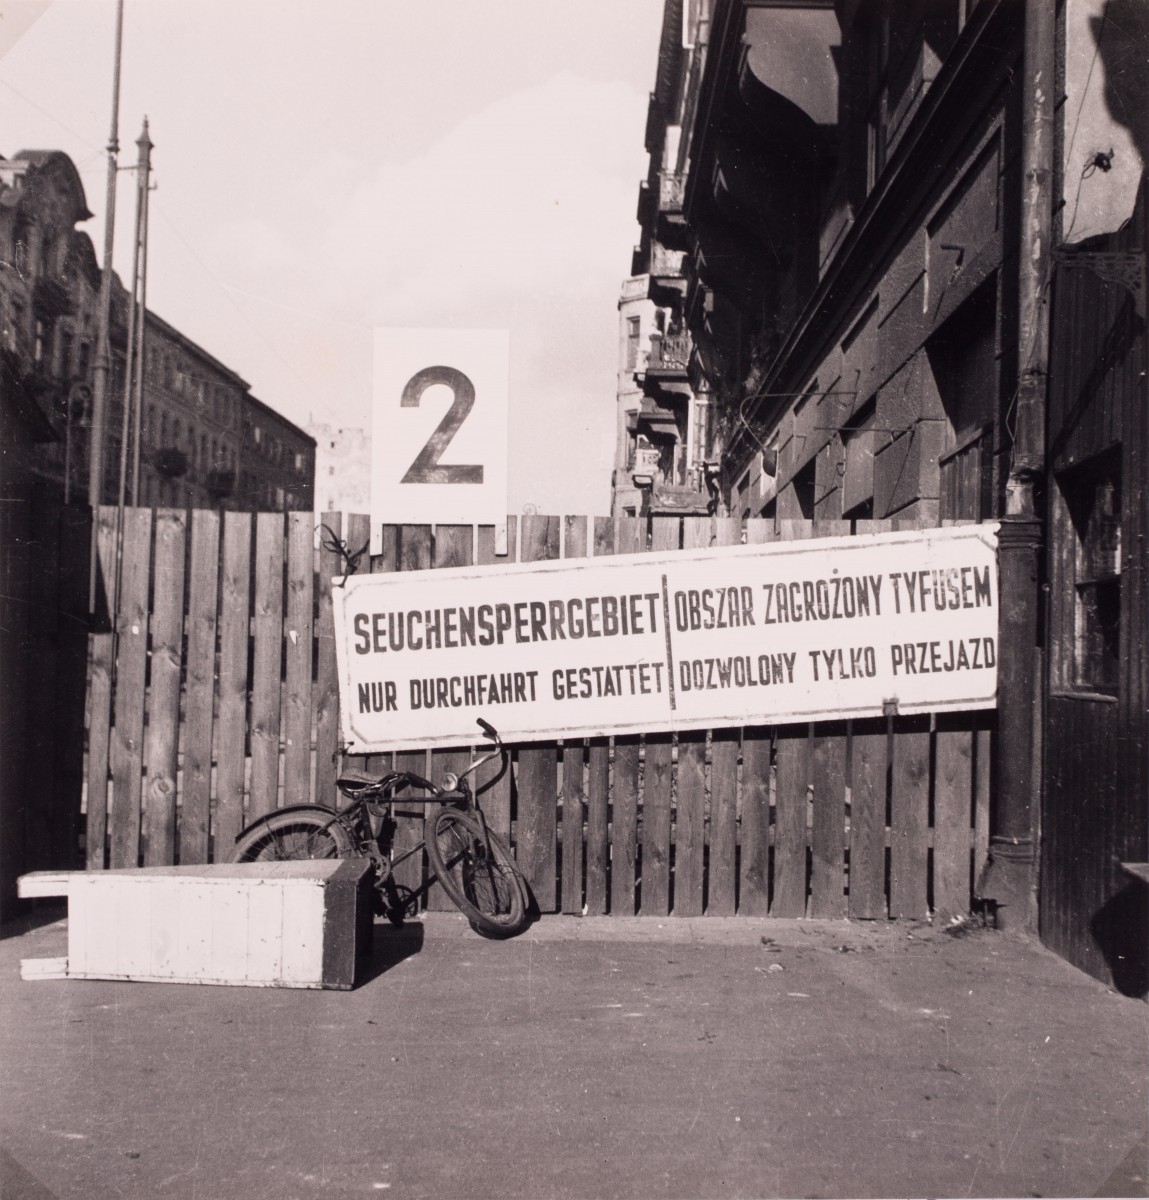 2
SEUCHENSPERRGEBIET
NUR DURCHFAHRT GESTATTET
OBSZAR ZAGROŻONY TYFUSEM
DOZWOLONY TYLKO PRZEJAZD